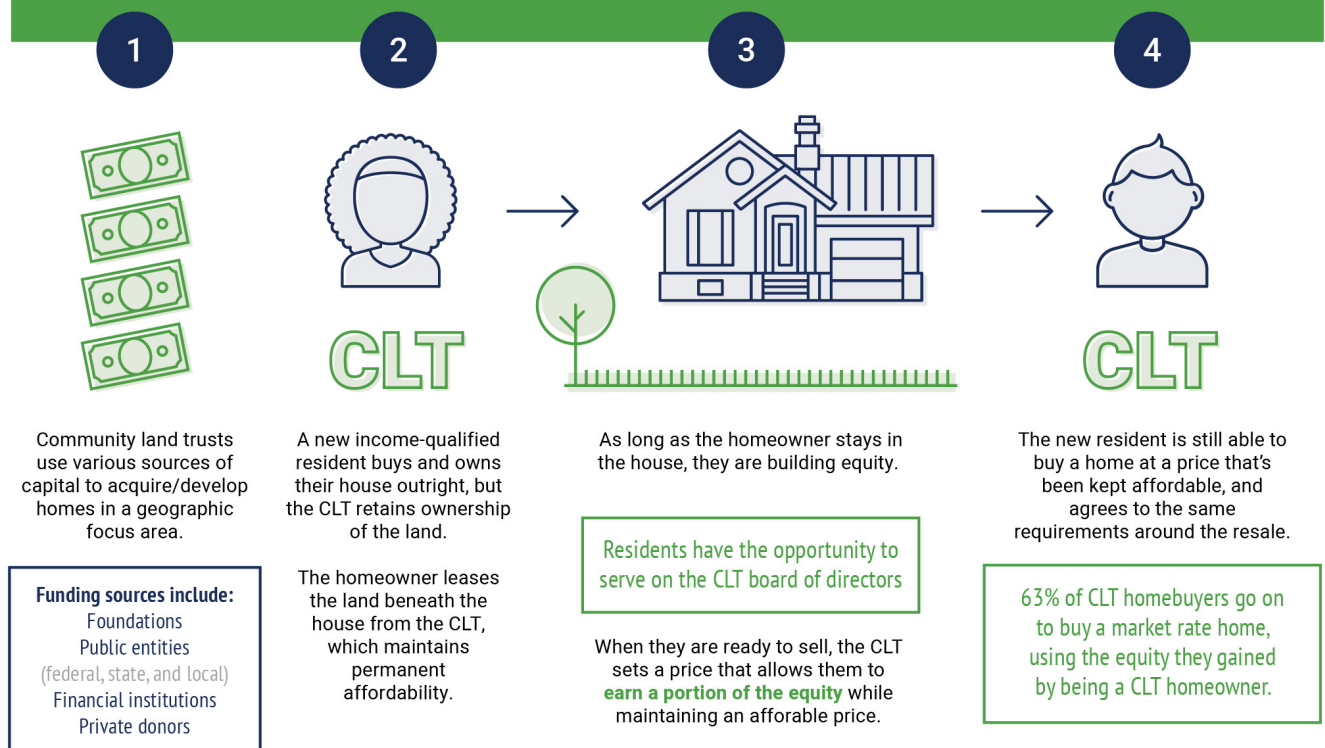 1
2
3
4
CLT
CLT
Community land trusts
use various sources of
capital to acquire/develop
homes in a geographic
focus area.
Funding sources include:
Foundations
Public entities
(federal, state, and local)
Financial institutions
Private donors
A new income-qualified
resident buys and owns
their house outright, but
the CLT retains ownership
of the land.
The homeowner leases
the land beneath the
house from the CLT,
which maintains
permanent
affordability.
As long as the homeowner stays in
the house, they are building equity.
Residents have the opportunity to
serve on the CLT board of directors
When they are ready to sell, the CLT
sets a price that allows them to
earn a portion of the equity while
maintaining an afforable price.
The new resident is still able to
buy a home at a price that's
been kept affordable, and
agrees to the same
requirements around the resale.
63% of CLT homebuyers go on
to buy a market rate home,
using the equity they gained
by being a CLT homeowner.